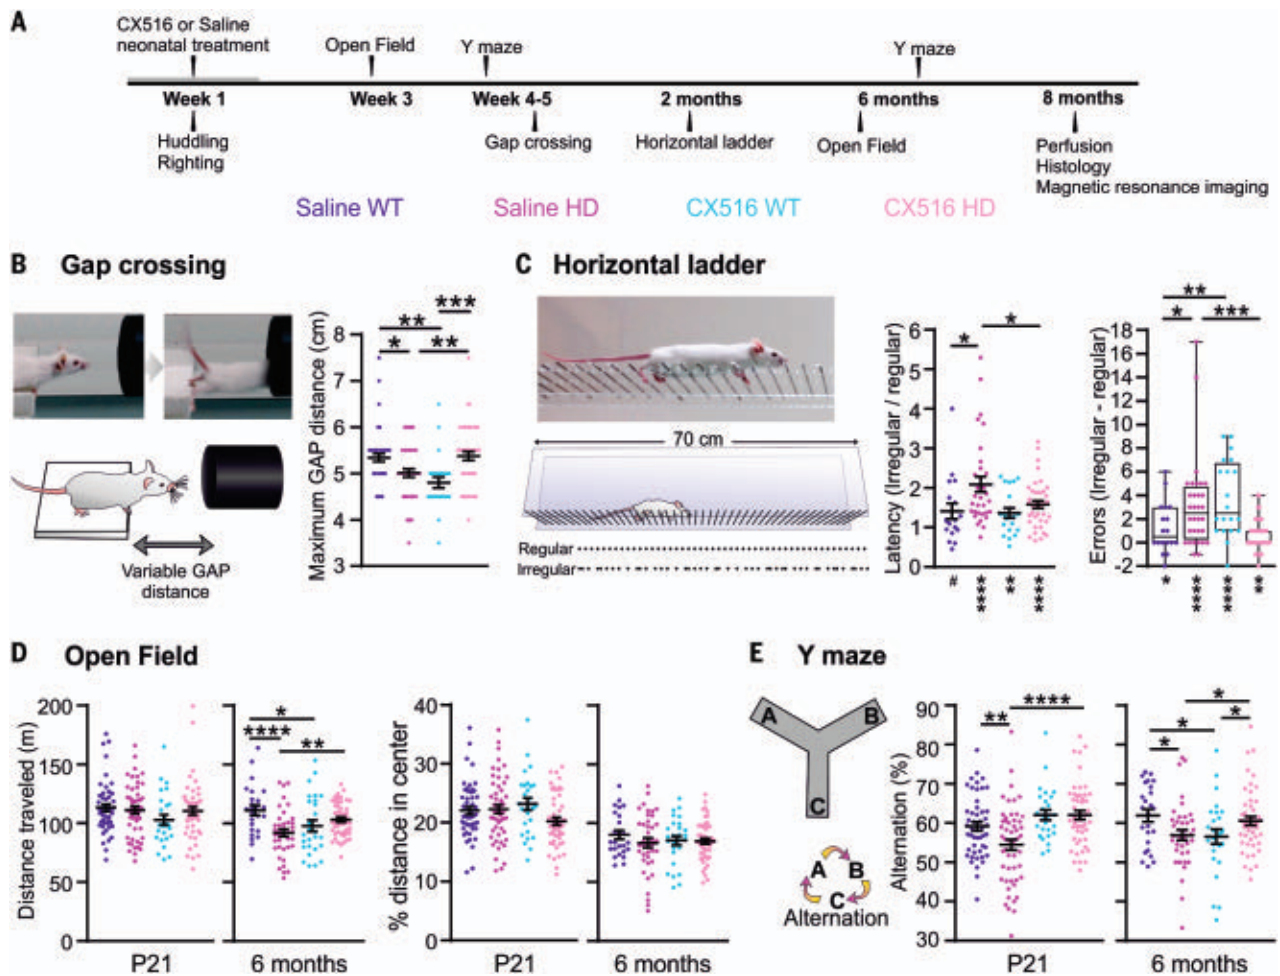 A
CX516 or Saline
neonatal treatment
Open Field
Y maze
Y maze
Week 1
Week 3
Week 4-5
2 months
6 months
8 months
Huddling
Righting
Gap crossing
Horizontal ladder
Open Field
Perfusion
Histology
Magnetic resonance imaging
Saline WT
Saline HD
CX516 WT
CX516 HD
B Gap crossing
Variable GAP
distance
Maximum GAP distance (cm)
8
7
6
5
4
3
***
**
* **
C Horizontal ladder
70 cm
Regular
Irregular
Latency (Irregular / regular)
6
5
4
3
2
1
0
* *
# **** ** ****
Errors (Irregular - regular)
18
16
14
12
10
8
6
4
2
0
-2
**
* ***
* **** **** **
D Open Field
Distance traveled (m)
200
150
100
50
0
*
****
**
P21
6 months
% distance in center
40
30
20
10
0
P21
6 months
E Y maze
A
B
C
A
B
C
Alternation
Alternation (%)
90
80
70
60
50
40
30
** ****
*
* *
*
P21
6 months